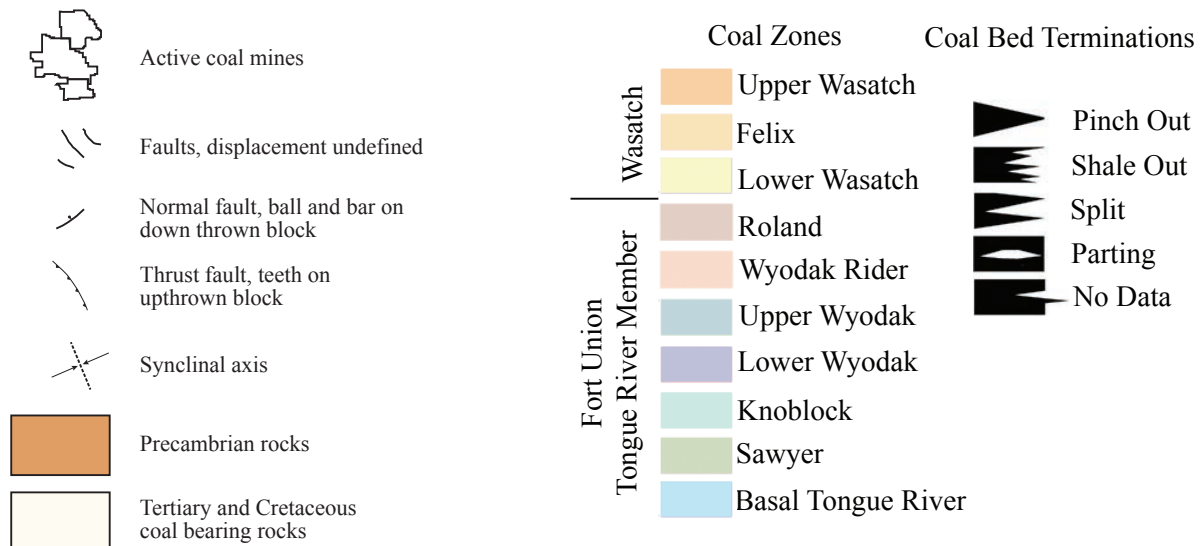 Active coal mines
Faults, displacement undefined
Normal fault, ball and bar on
down thrown block
Thrust fault, teeth on
upthrown block
Synclinal axis
Precambrian rocks
Tertiary and Cretaceous
coal bearing rocks
Coal Zones
Wasatch
Upper Wasatch
Felix
Lower Wasatch
Fort Union
Tongue River Member
Roland
Wyodak Rider
Upper Wyodak
Lower Wyodak
Knoblock
Sawyer
Basal Tongue River
Coal Bed Terminations
Pinch Out
Shale Out
Split
Parting
No Data